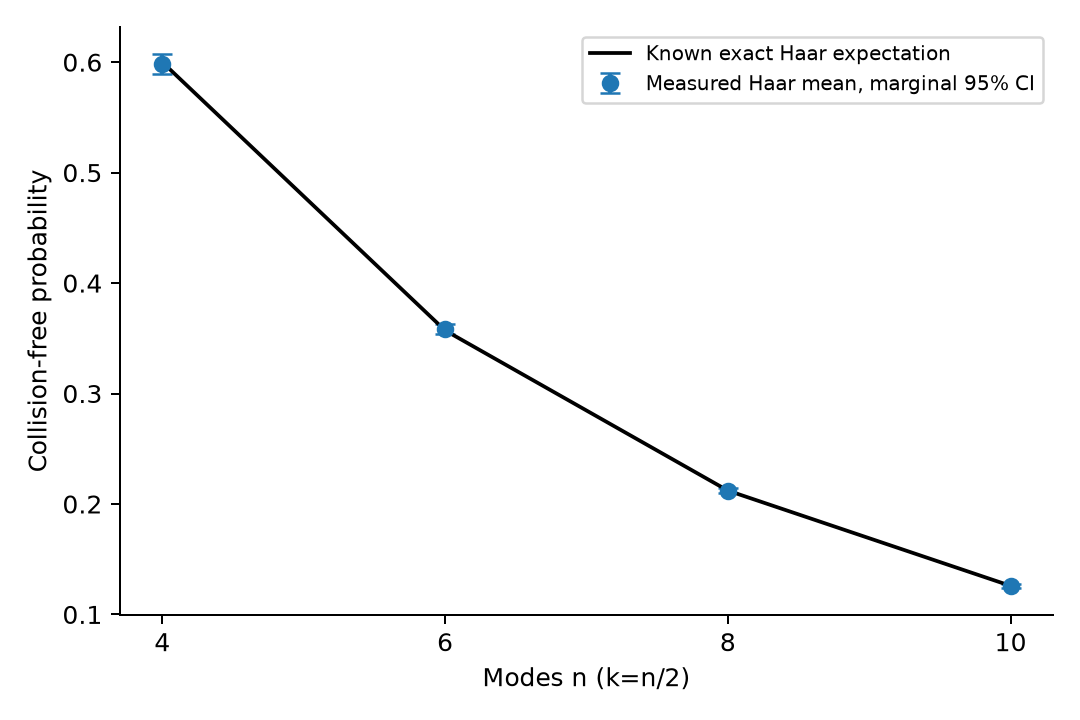 Known exact Haar expectation
Measured Haar mean, marginal 95% CI
Collision-free probability
0.6
0.5
0.4
0.3
0.2
0.1
4 6 8 10
Modes n (k=n/2)